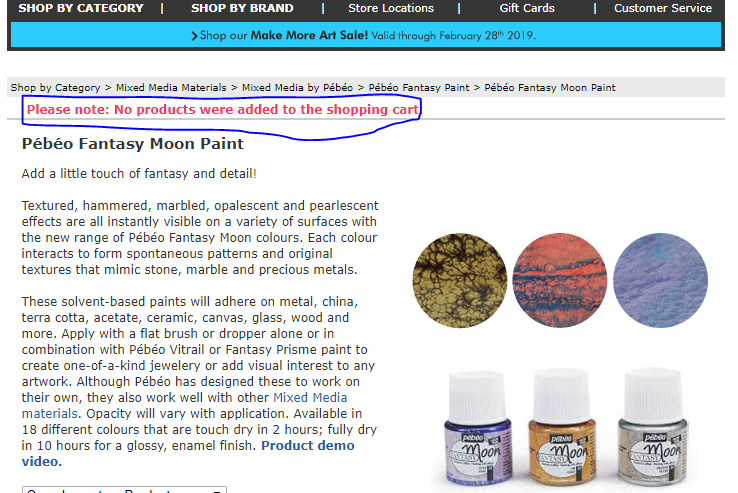 SHOP BY CATEGORY | SHOP BY BRAND | Store Locations | Gift Cards | Customer Service
Shop our Make More Art Sale! Valid through February 28th 2019.
Shop by Category > Mixed Media Materials > Mixed Media by Pébéo > Pébéo Fantasy Paint > Pébéo Fantasy Moon Paint
Please note: No products were added to the shopping cart
Pébéo Fantasy Moon Paint
Add a little touch of fantasy and detail!
Textured, hammered, marbled, opalescent and pearlescent
effects are all instantly visible on a variety of surfaces with
the new range of Pébéo Fantasy Moon colours. Each colour
interacts to form spontaneous patterns and original
textures that mimic stone, marble and precious metals.
These solvent-based paints will adhere on metal, china,
terra cotta, acetate, ceramic, canvas, glass, wood and
more. Apply with a flat brush or dropper alone or in
combination with Pébéo Vitrail or Fantasy Prisme paint to
create one-of-a-kind jewelery or add visual interest to any
artwork. Although Pébéo has designed these to work on
their own, they also work well with other Mixed Media
materials. Opacity will vary with application. Available in
18 different colours that are touch dry in 2 hours; fully dry
in 10 hours for a glossy, enamel finish. Product demo
video.
pébéo
Moon
FANTASY
pébéo
Moon
FANTASY
pébéo
Moon
FANTASY